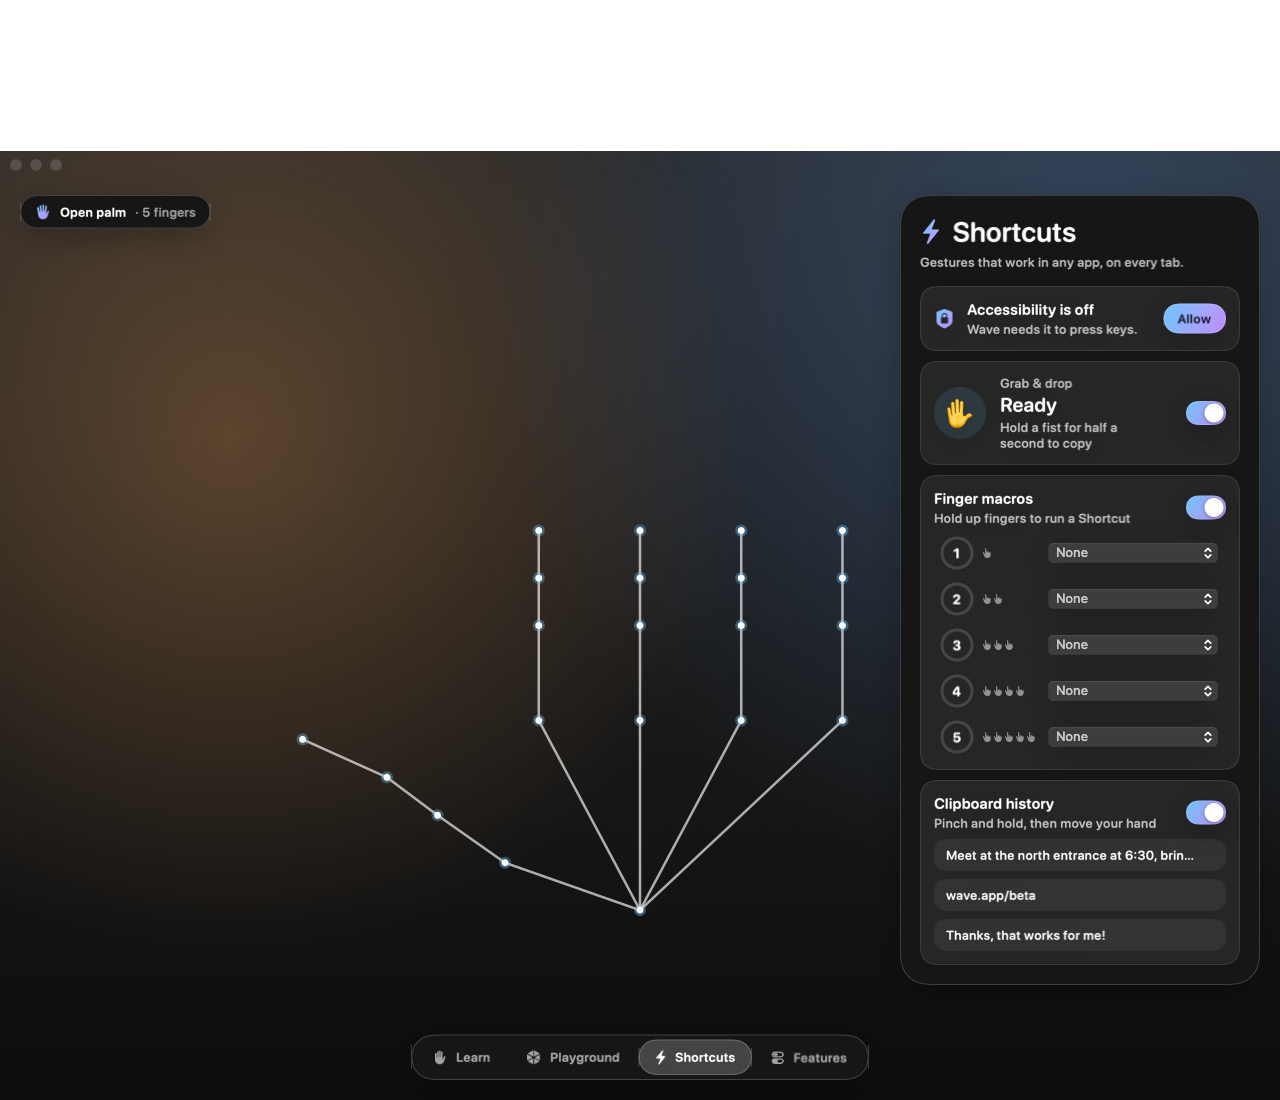 Open palm · 5 fingers
Shortcuts
Gestures that work in any app, on every tab.
Accessibility is off
Wave needs it to press keys.
Allow
Grab & drop
Ready
Hold a fist for half a
second to copy
Finger macros
Hold up fingers to run a Shortcut
1 None
2 None
3 None
4 None
5 None
Clipboard history
Pinch and hold, then move your hand
Meet at the north entrance at 6:30, brin...
wave.app/beta
Thanks, that works for me!
Learn Playground Shortcuts Features